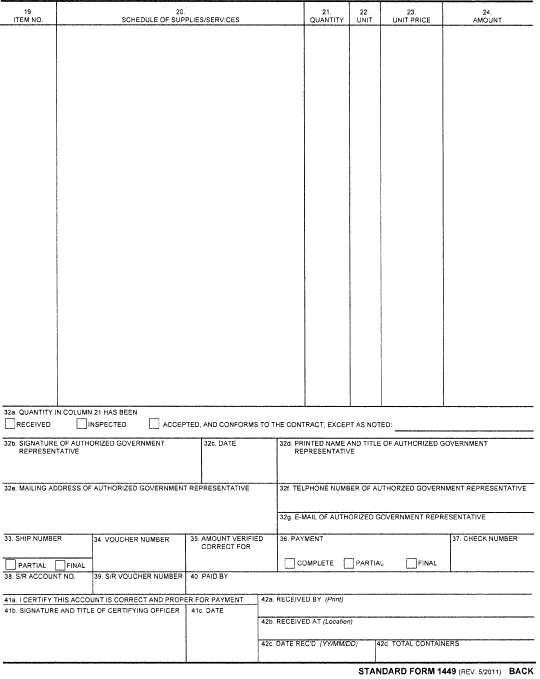 19.
ITEM NO.
20.
SCHEDULE OF SUPPLIES/SERVICES
21.
QUANTITY
22.
UNIT
23.
UNIT PRICE
24.
AMOUNT
32a. QUANTITY IN COLUMN 21 HAS BEEN
RECEIVED
INSPECTED
ACCEPTED, AND CONFORMS TO THE CONTRACT, EXCEPT AS NOTED:
32b. SIGNATURE OF AUTHORIZED GOVERNMENT
REPRESENTATIVE
32c. DATE
32d. PRINTED NAME AND TITLE OF AUTHORIZED GOVERNMENT
REPRESENTATIVE
32e. MAILING ADDRESS OF AUTHORIZED GOVERNMENT REPRESENTATIVE
32f. TELPHONE NUMBER OF AUTHORZED GOVERNMENT REPRESENTATIVE
32g. E-MAIL OF AUTHORIZED GOVERNMENT REPRESENTATIVE
33. SHIP NUMBER
PARTIAL
FINAL
34. VOUCHER NUMBER
35. AMOUNT VERIFIED
CORRECT FOR
36. PAYMENT
COMPLETE
PARTIAL
FINAL
37. CHECK NUMBER
38. S/R ACCOUNT NO.
39. S/R VOUCHER NUMBER
40. PAID BY
41a. I CERTIFY THIS ACCOUNT IS CORRECT AND PROPER FOR PAYMENT
41b. SIGNATURE AND TITLE OF CERTIFYING OFFICER
41c. DATE
42a. RECEIVED BY (Print)
42b. RECEIVED AT (Location)
42c. DATE REC'D (YY/MM/DD)
42d. TOTAL CONTAINERS
STANDARD FORM 1449 (REV. 5/2011) BACK